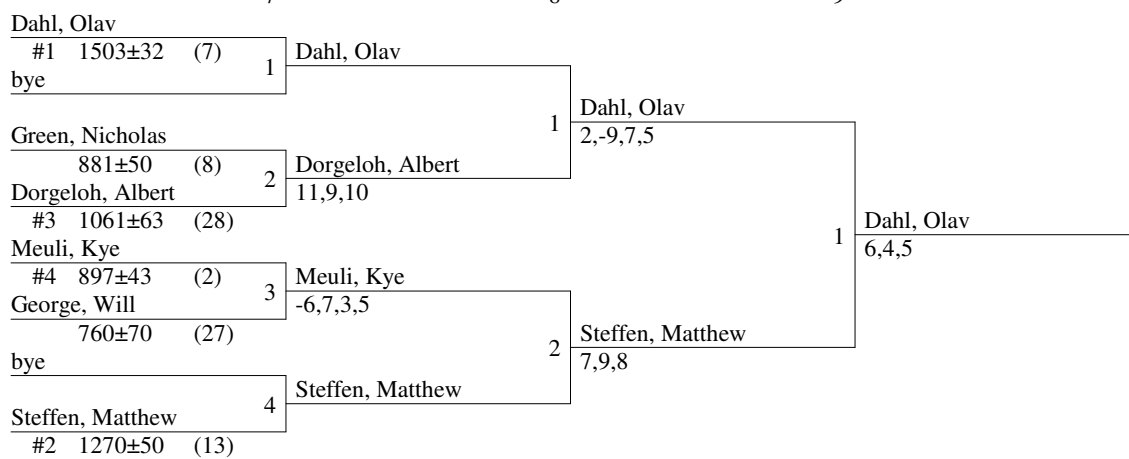 Dahl, Olav
#1 1503±32 (7)
bye
1
Dahl, Olav
Green, Nicholas
881±50 (8)
Dorgeloh, Albert
#3 1061±63 (28)
2
Dorgeloh, Albert
11,9,10
Meuli, Kye
#4 897±43 (2)
George, Will
760±70 (27)
3
Meuli, Kye
-6,7,3,5
bye
Steffen, Matthew
#2 1270±50 (13)
4
Steffen, Matthew
1
Dahl, Olav
2,-9,7,5
2
Steffen, Matthew
7,9,8
1
Dahl, Olav
6,4,5